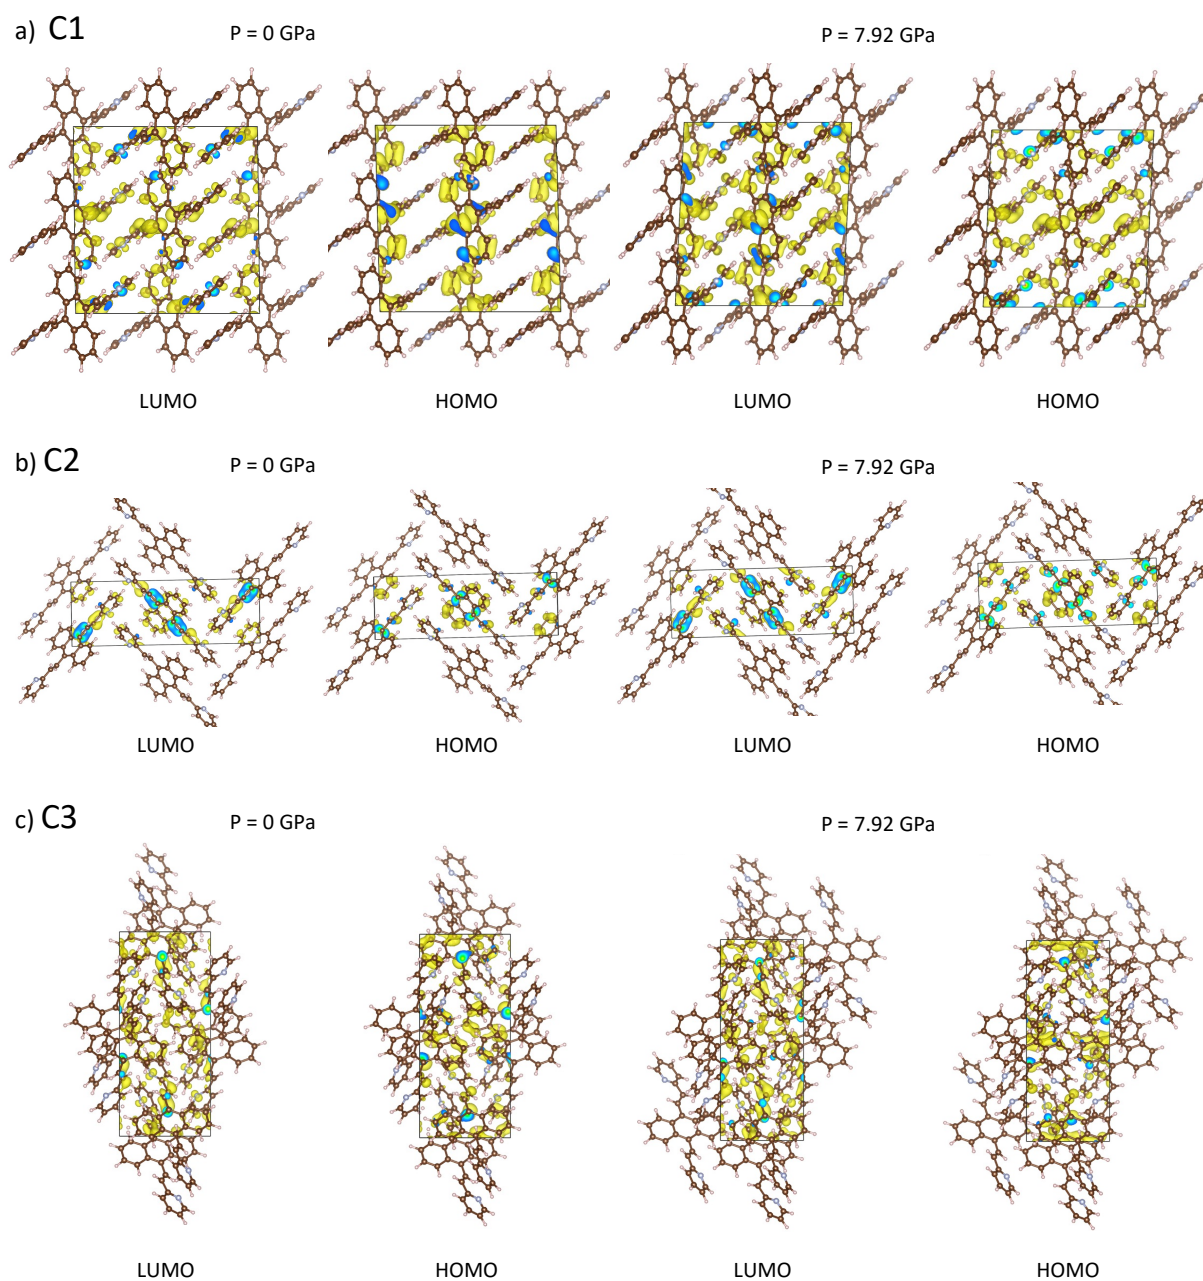 a) C1
P = 0 GPa
P = 7.92 GPa
LUMO
HOMO
LUMO
HOMO
b) C2
P = 0 GPa
P = 7.92 GPa
LUMO
HOMO
LUMO
HOMO
c) C3
P = 0 GPa
P = 7.92 GPa
LUMO
HOMO
LUMO
HOMO